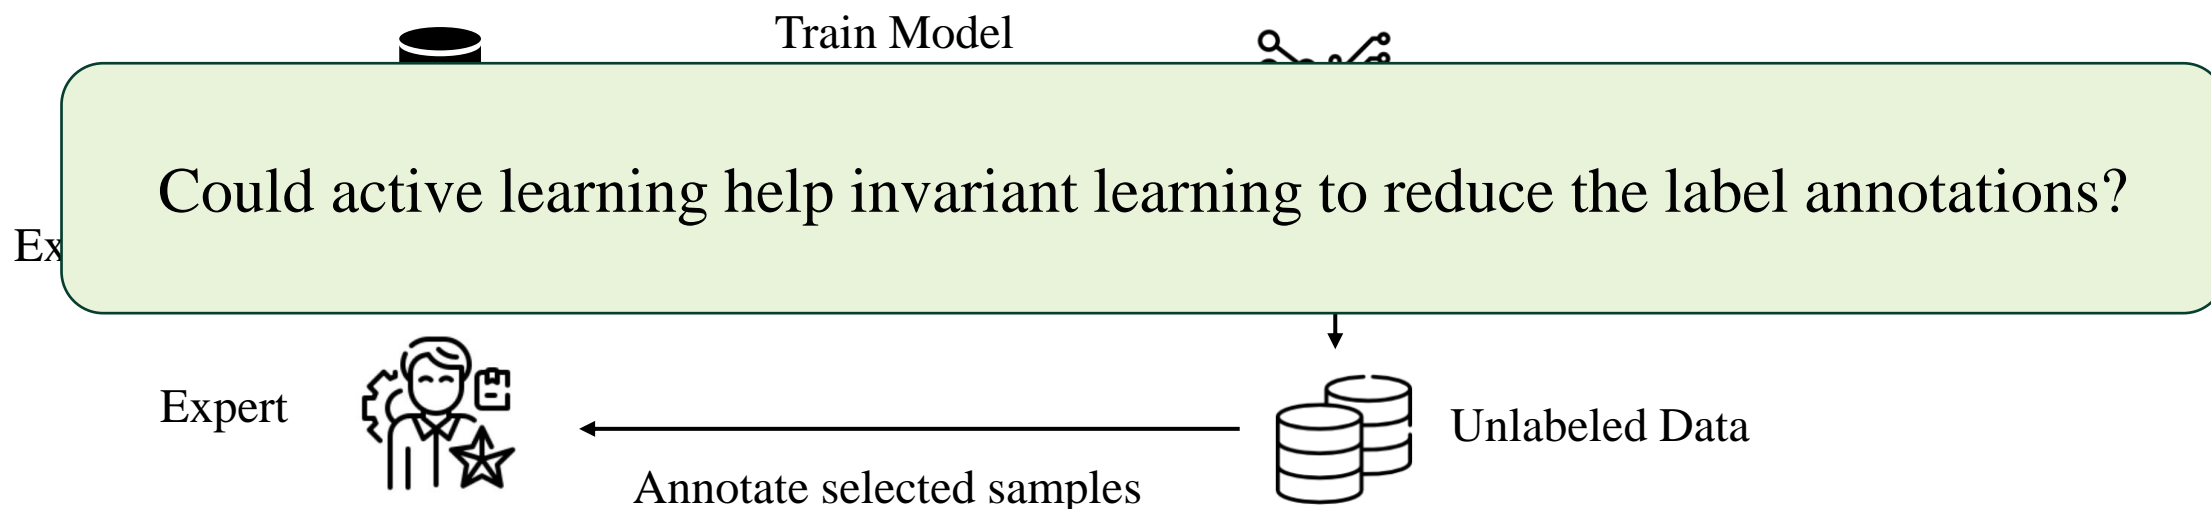 Train Model
Could active learning help invariant learning to reduce the label annotations?
Expert
Unlabeled Data
Annotate selected samples